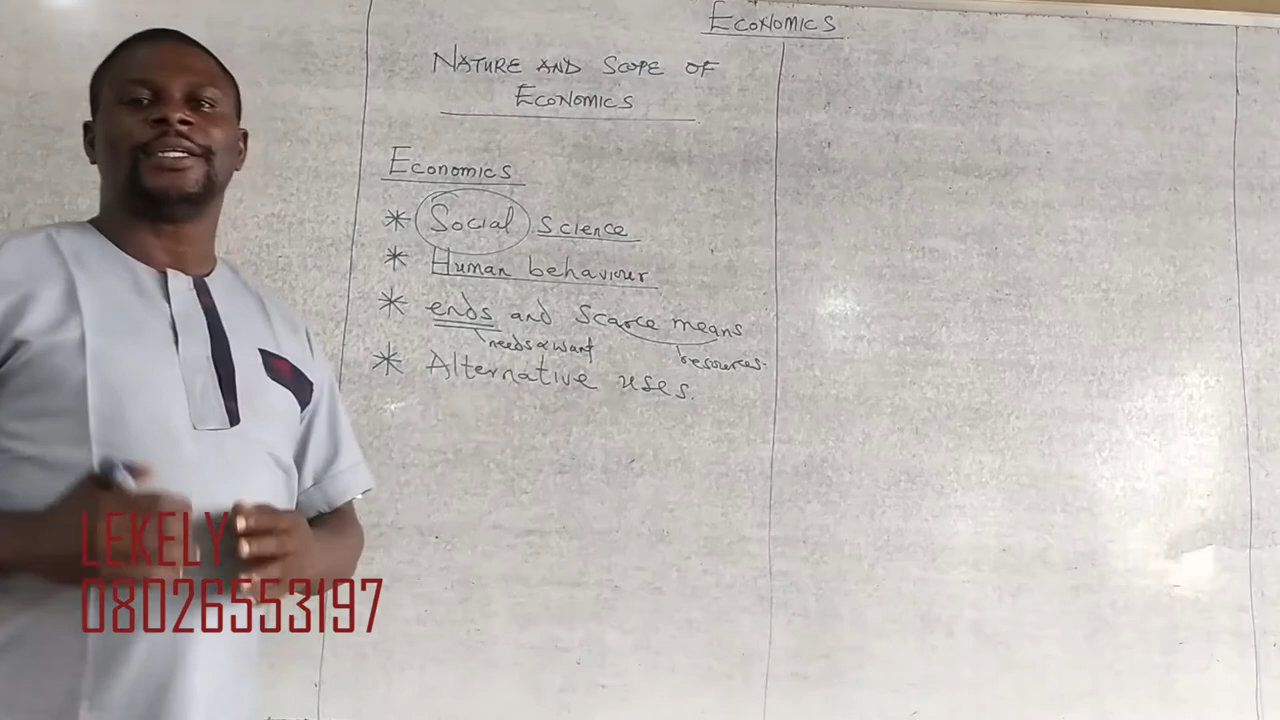 ECONOMICS
NATURE AND SCOPE OF
ECONOMICS
Economics
* Social Science
* Human behaviour
* ends and Scarce means
needs & want
resources.
* Alternative uses.
LEKELY
08026553197